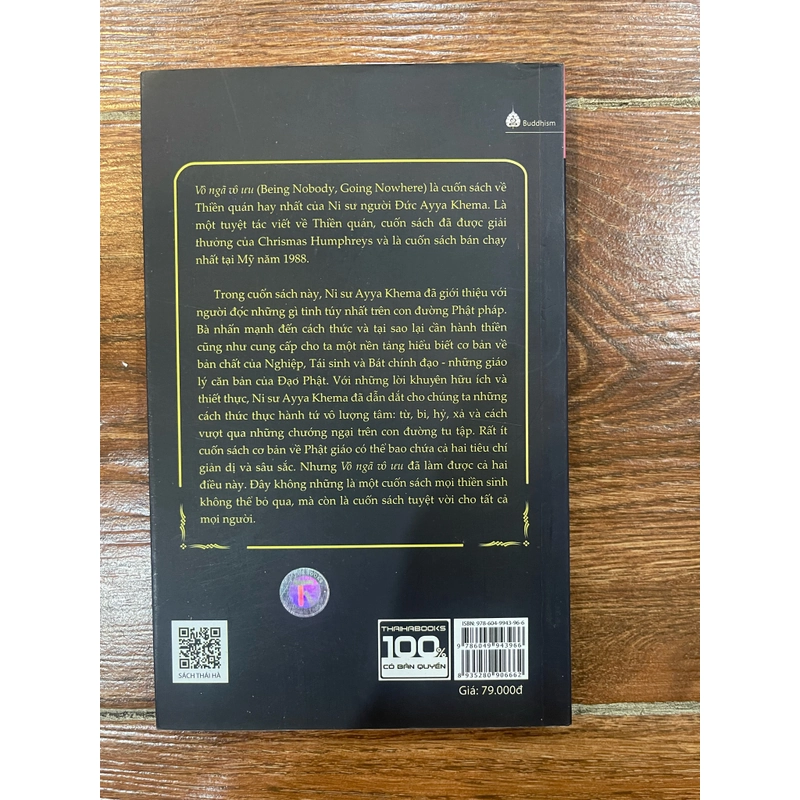 Buddhism
Võ ngã vô ưu (Being Nobody, Going Nowhere) là cuốn sách về
Thiền quán hay nhất của Ni sư người Đức Ayya Khema. Là
một tuyệt tác viết về Thiền quán, cuốn sách đã được giải
thưởng của Chrismas Humphreys và là cuốn sách bán chạy
nhất tại Mỹ năm 1988.
Trong cuốn sách này, Ni sư Ayya Khema đã giới thiệu với
người đọc những gì tinh túy nhất trên con đường Phật pháp.
Bà nhấn mạnh đến cách thức và tại sao lại cần hành thiền
cũng như cung cấp cho ta một nền tảng hiểu biết cơ bản về
bản chất của Nghiệp, Tái sinh và Bát chính đạo - những giáo
lý căn bản của Đạo Phật. Với những lời khuyên hữu ích và
thiết thực, Ni sư Ayya Khema đã dẫn dắt cho chúng ta những
cách thức thực hành tứ vô lượng tâm: từ, bi, hỷ, xả và cách
vượt qua những chướng ngại trên con đường tu tập. Rất ít
cuốn sách cơ bản về Phật giáo có thể bao chứa cả hai tiêu chí
giản dị và sâu sắc. Nhưng Võ ngã vô ưu đã làm được cả hai
điều này. Đây không những là một cuốn sách mọi thiền sinh
không thể bỏ qua, mà còn là cuốn sách tuyệt vời cho tất cả
mọi người.
SÁCH THÁI HÀ
THAIHABOOKS
100%
CÓ BẢN QUYỀN
ISBN: 978-604-9943-96-6
9 786049 943966
8 935280 906662
Giá: 79.000đ